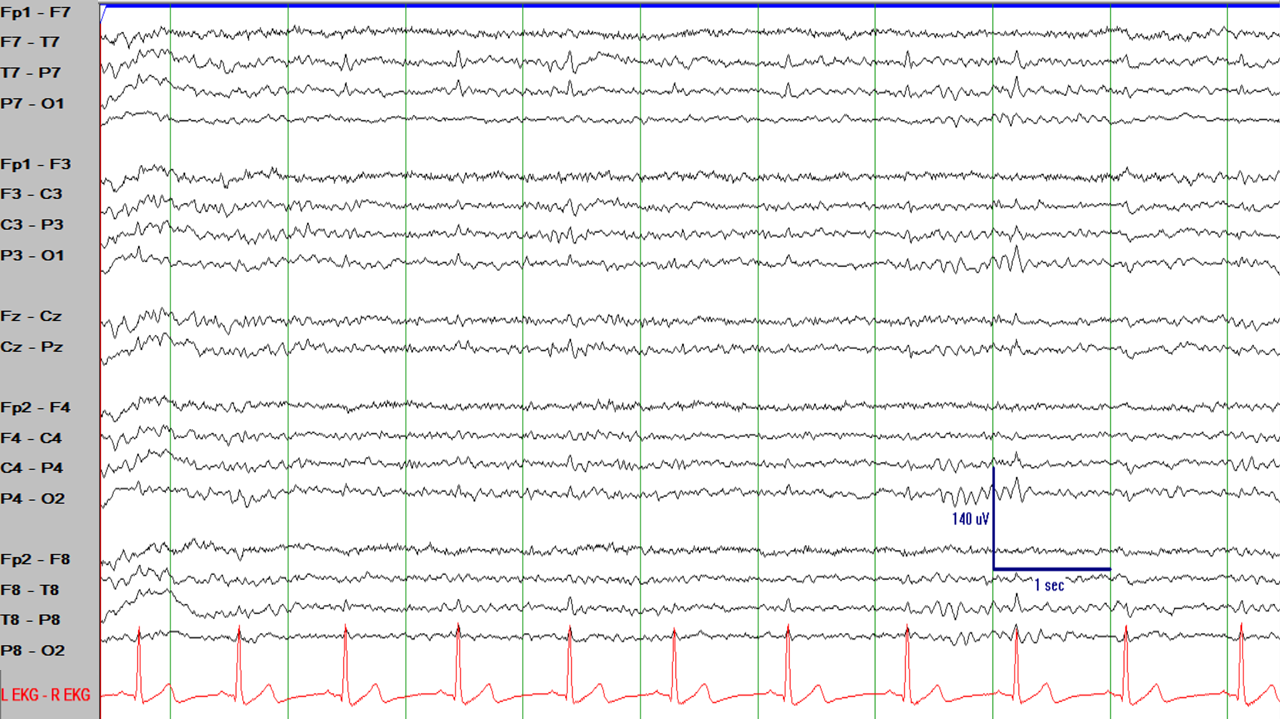 Fp1 - F7
F7 - T7
T7 - P7
P7 - O1
Fp1 - F3
F3 - C3
C3 - P3
P3 - O1
Fz - Cz
Cz - Pz
Fp2 - F4
F4 - C4
C4 - P4
P4 - O2
140 uV
Fp2 - F8
1 sec
F8 - T8
T8 - P8
P8 - O2
L EKG - R EKG